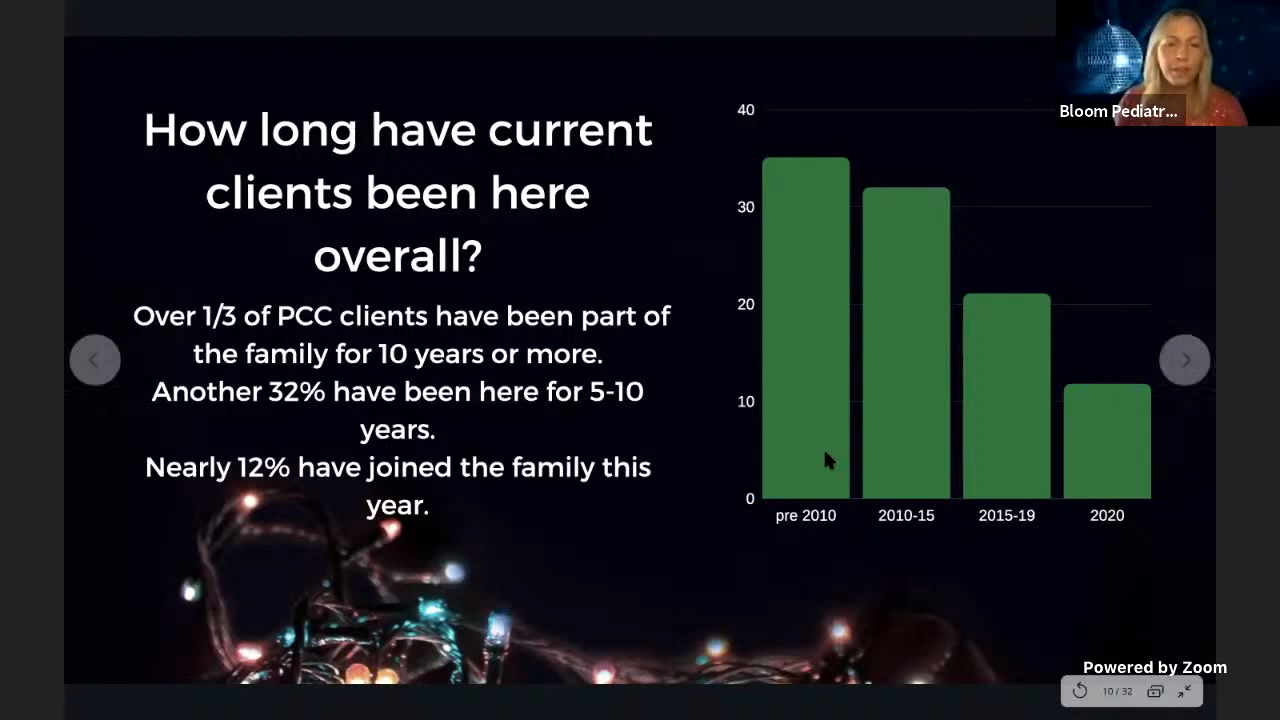 Bloom Pediatr...
How long have current
clients been here
overall?
Over 1/3 of PCC clients have been part of
the family for 10 years or more.
Another 32% have been here for 5-10
years.
Nearly 12% have joined the family this
year.
40
30
20
10
0
pre 2010
2010-15
2015-19
2020
Powered by Zoom
10 / 32